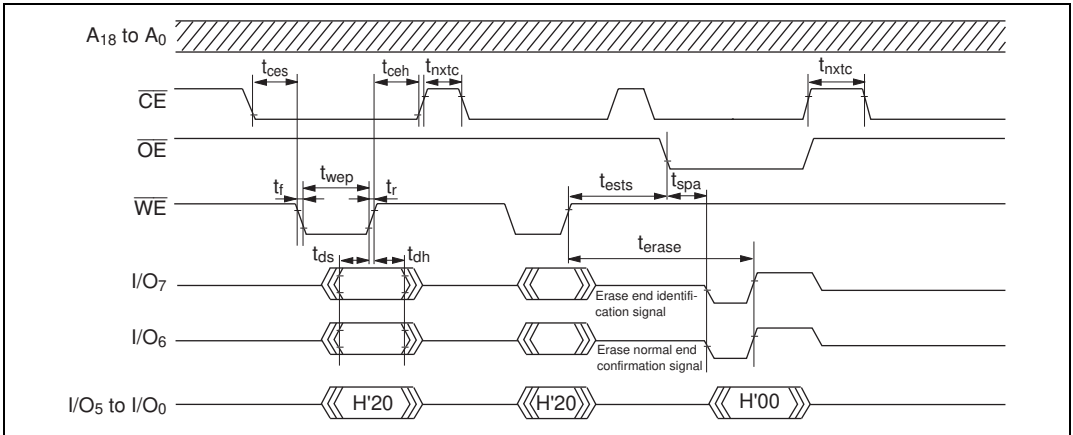 A18 to A0
tces
tceh
tnxtc
tnxtc
CE
OE
twep
tests
tspa
tf
tr
WE
terase
tds
tdh
I/O7
Erase end identifi-
cation signal
I/O6
Erase normal end
confirmation signal
I/O5 to I/O0
H'20
H'20
H'00